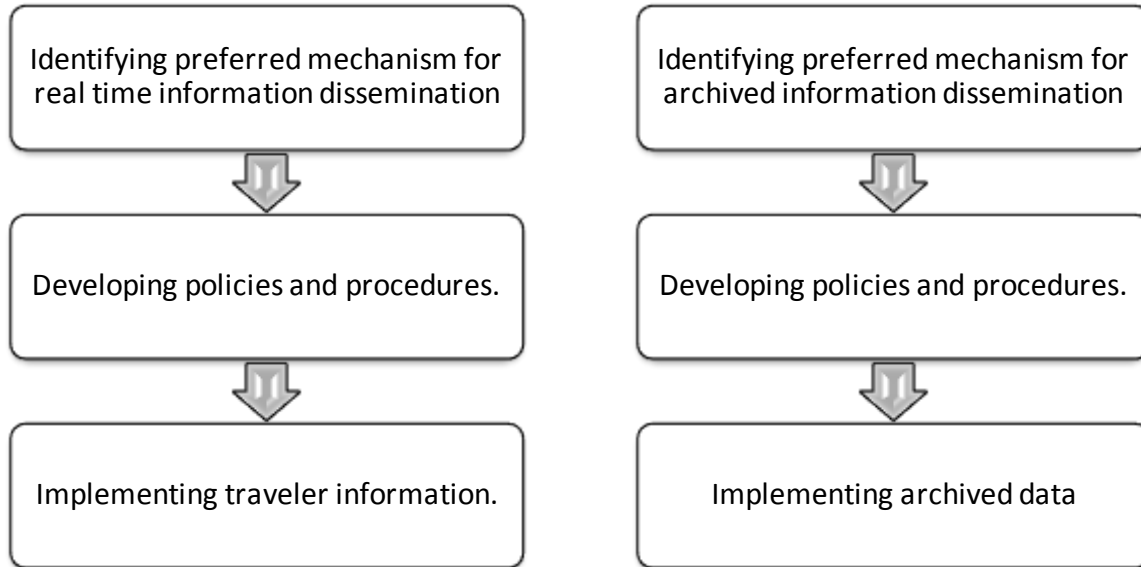 Identifying preferred mechanism for
real time information dissemination
Developing policies and procedures.
Implementing traveler information.
Identifying preferred mechanism for
archived information dissemination
Developing policies and procedures.
Implementing archived data